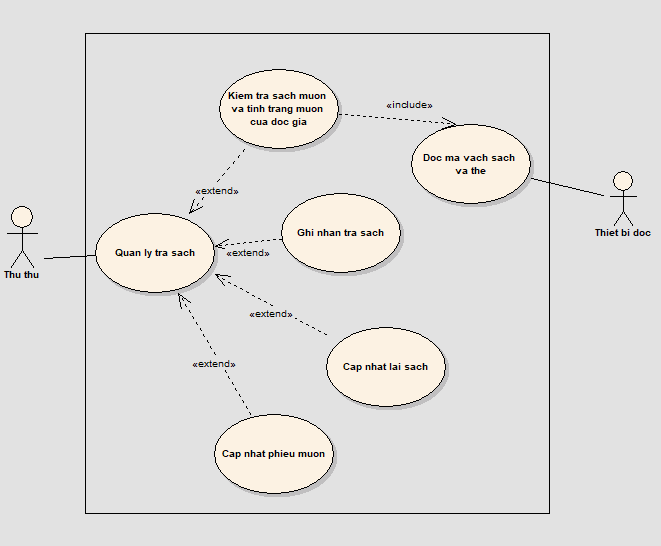 Kiem tra sach muon
va tinh trang muon
cua doc gia
«include»
Doc ma vach sach
va the
«extend»
Thiet bi doc
Ghi nhan tra sach
Quan ly tra sach
«extend»
Thu thu
«extend»
«extend»
Cap nhat lai sach
Cap nhat phieu muon